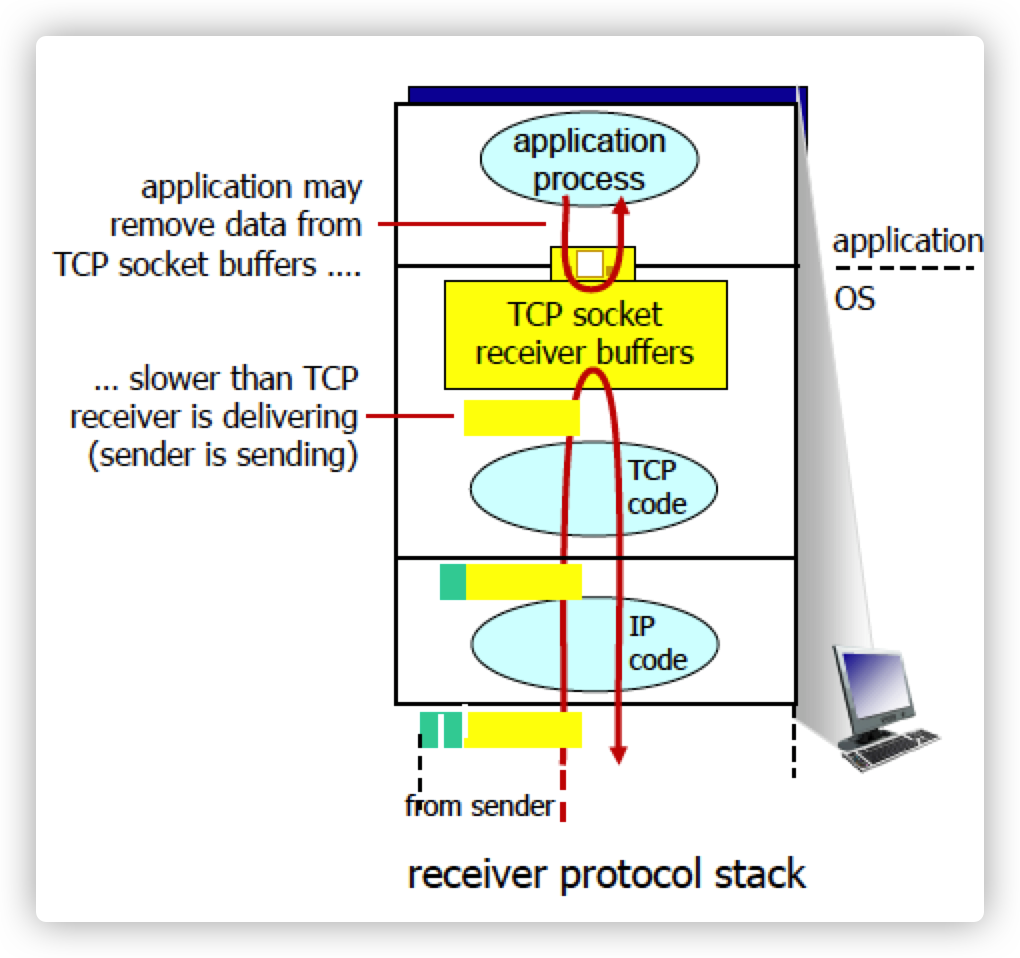 application
process
application may
remove data from
TCP socket buffers ....
application
OS
TCP socket
receiver buffers
... slower than TCP
receiver is delivering
(sender is sending)
TCP
code
IP
code
from sender
receiver protocol stack